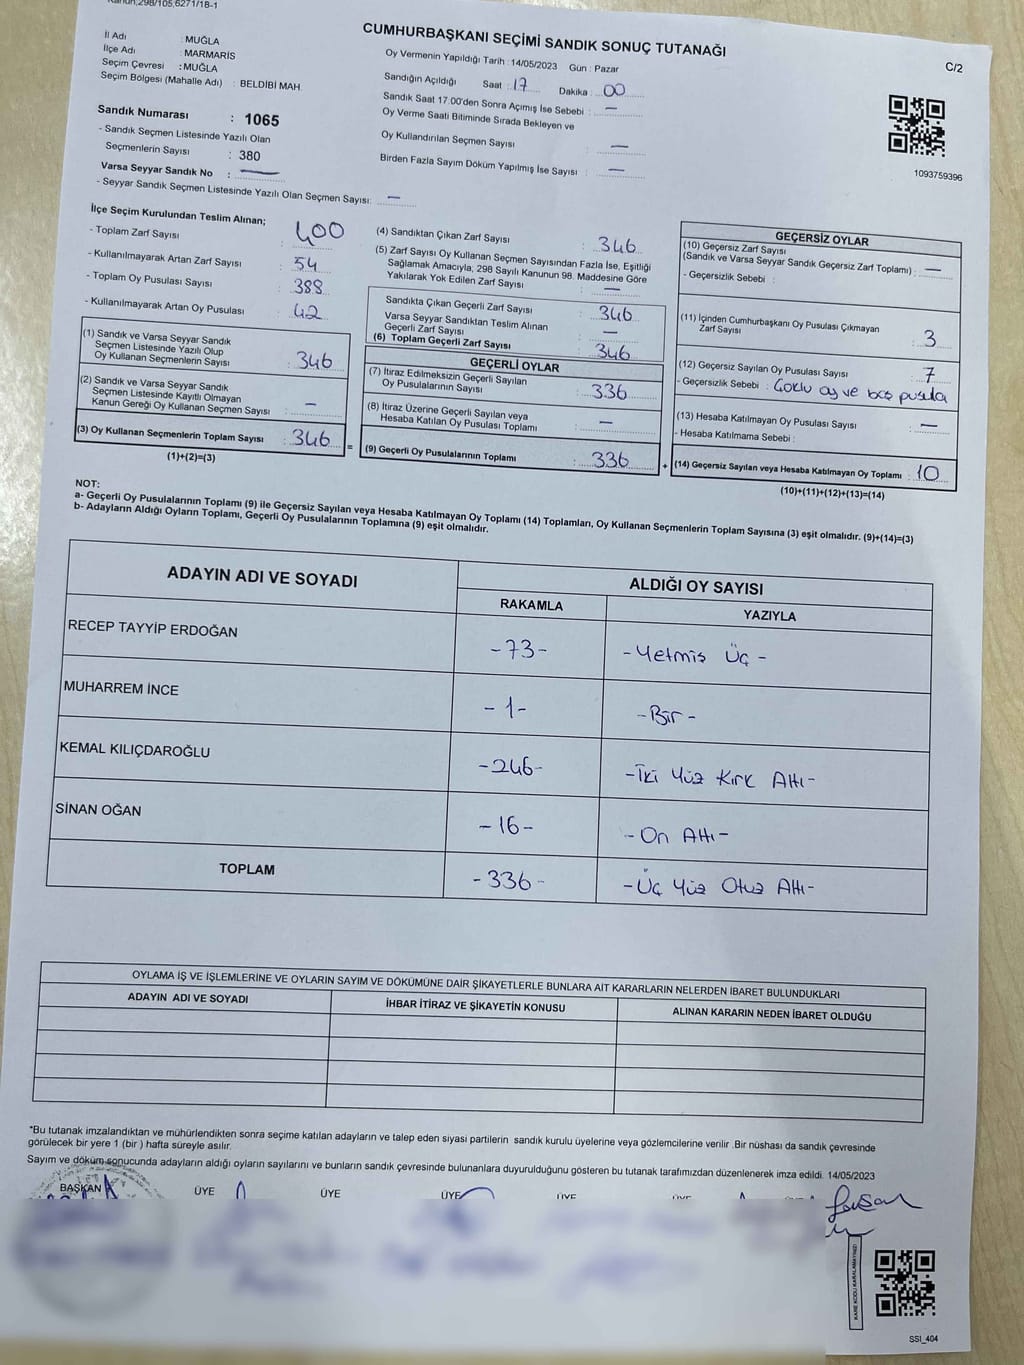 Kanun;298/105,6271/18-1
CUMHURBAŞKANI SEÇİMİ SANDIK SONUÇ TUTANAĞI
C/2
İl Adı : MUĞLA
İlçe Adı : MARMARİS
Seçim Çevresi : MUĞLA
Seçim Bölgesi (Mahalle Adı) : BELDİBİ MAH.
Oy Vermenin Yapıldığı Tarih : 14/05/2023 Gün : Pazar
Sandığın Açıldığı Saat : 17 Dakika : 00
Sandık Saat 17.00'den Sonra Açımış İse Sebebi : —
Oy Verme Saati Bitiminde Sırada Bekleyen ve
Oy Kullandırılan Seçmen Sayısı : —
Birden Fazla Sayım Döküm Yapılmış İse Sayısı : —
1093759396
Sandık Numarası : 1065
- Sandık Seçmen Listesinde Yazılı Olan
Seçmenlerin Sayısı : 380
Varsa Seyyar Sandık No : —
- Seyyar Sandık Seçmen Listesinde Yazılı Olan Seçmen Sayısı: —
İlçe Seçim Kurulundan Teslim Alınan;
- Toplam Zarf Sayısı : 400
- Kullanılmayarak Artan Zarf Sayısı : 54
- Toplam Oy Pusulası Sayısı : 388
- Kullanılmayarak Artan Oy Pusulası : 42
(1) Sandık ve Varsa Seyyar Sandık
Seçmen Listesinde Yazılı Olup
Oy Kullanan Seçmenlerin Sayısı : 346
(2) Sandık ve Varsa Seyyar Sandık
Seçmen Listesinde Kayıtlı Olmayan
Kanun Gereği Oy Kullanan Seçmen Sayısı : —
(3) Oy Kullanan Seçmenlerin Toplam Sayısı : 346 =
(1)+(2)=(3)
(4) Sandıktan Çıkan Zarf Sayısı : 346
(5) Zarf Sayısı Oy Kullanan Seçmen Sayısından Fazla İse, Eşitliği
Sağlamak Amacıyla; 298 Sayılı Kanunun 98. Maddesine Göre
Yakılarak Yok Edilen Zarf Sayısı : —
Sandıkta Çıkan Geçerli Zarf Sayısı : 346
Varsa Seyyar Sandıktan Teslim Alınan
Geçerli Zarf Sayısı : —
(6) Toplam Geçerli Zarf Sayısı : 346
GEÇERLİ OYLAR
(7) İtiraz Edilmeksizin Geçerli Sayılan
Oy Pusulalarının Sayısı : 336
(8) İtiraz Üzerine Geçerli Sayılan veya
Hesaba Katılan Oy Pusulaları Toplamı : —
(9) Geçerli Oy Pusulalarının Toplamı : 336 +
GEÇERSİZ OYLAR
(10) Geçersiz Zarf Sayısı
(Sandık ve Varsa Seyyar Sandık Geçersiz Zarf Toplamı) : —
- Geçersizlik Sebebi :
(11) İçinden Cumhurbaşkanı Oy Pusulası Çıkmayan
Zarf Sayısı : 3
(12) Geçersiz Sayılan Oy Pusulası Sayısı : 7
- Geçersizlik Sebebi : Çoklu oy ve boş pusula
(13) Hesaba Katılmayan Oy Pusulası Sayısı : —
- Hesaba Katılmama Sebebi :
(14) Geçersiz Sayılan veya Hesaba Katılmayan Oy Toplamı : 10
(10)+(11)+(12)+(13)=(14)
NOT:
a- Geçerli Oy Pusulalarının Toplamı (9) ile Geçersiz Sayılan veya Hesaba Katılmayan Oy Toplamı (14) Toplamları, Oy Kullanan Seçmenlerin Toplam Sayısına (3) eşit olmalıdır. (9)+(14)=(3)
b- Adayların Aldığı Oyların Toplamı, Geçerli Oy Pusulalarının Toplamına (9) eşit olmalıdır.
ADAYIN ADI VE SOYADI ALDIĞI OY SAYISI
RAKAMLA YAZIYLA
RECEP TAYYİP ERDOĞAN -73- -Yetmiş Üç-
MUHARREM İNCE -1- -Bir-
KEMAL KILIÇDAROĞLU -246- -İki Yüz Kırk Altı-
SİNAN OĞAN -16- -On Altı-
TOPLAM -336- -Üç Yüz Otuz Altı-
OYLAMA İŞ VE İŞLEMLERİNE VE OYLARIN SAYIM VE DÖKÜMÜNE DAİR ŞİKAYETLERLE BUNLARA AİT KARARLARIN NELERDEN İBARET BULUNDUKLARI
ADAYIN ADI VE SOYADI İHBAR İTİRAZ VE ŞİKAYETİN KONUSU ALINAN KARARIN NEDEN İBARET OLDUĞU
*Bu tutanak imzalandıktan ve mühürlendikten sonra seçime katılan adayların ve talep eden siyasi partilerin sandık kurulu üyelerine veya gözlemcilerine verilir .Bir nüshası da sandık çevresinde
görülecek bir yere 1 (bir ) hafta süreyle asılır.
Sayım ve döküm sonucunda adayların aldığı oyların sayılarını ve bunların sandık çevresinde bulunanlara duyurulduğunu gösteren bu tutanak tarafımızdan düzenlenerek imza edildi. 14/05/2023
BAŞKAN ÜYE ÜYE ÜYE ÜYE ÜYE
KARE KODU KARALAMAYINIZ!
SSI_404